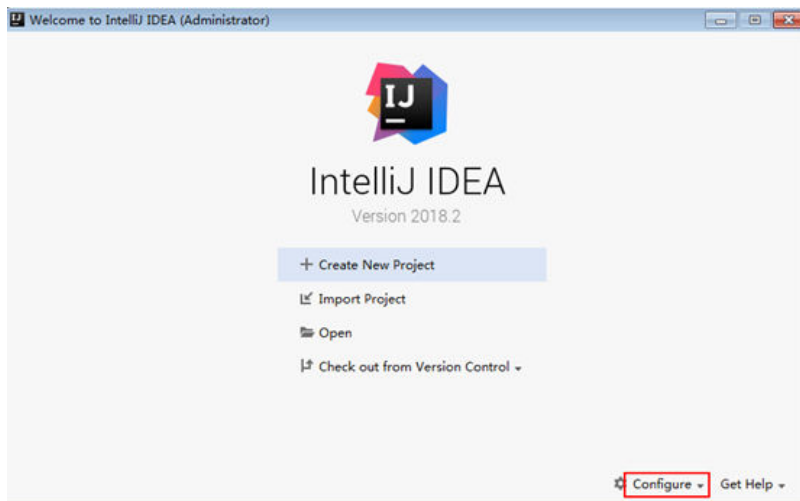 Welcome to IntelliJ IDEA (Administrator)
IJ
IntelliJ IDEA
Version 2018.2
Create New Project
Import Project
Open
Check out from Version Control
Configure Get Help